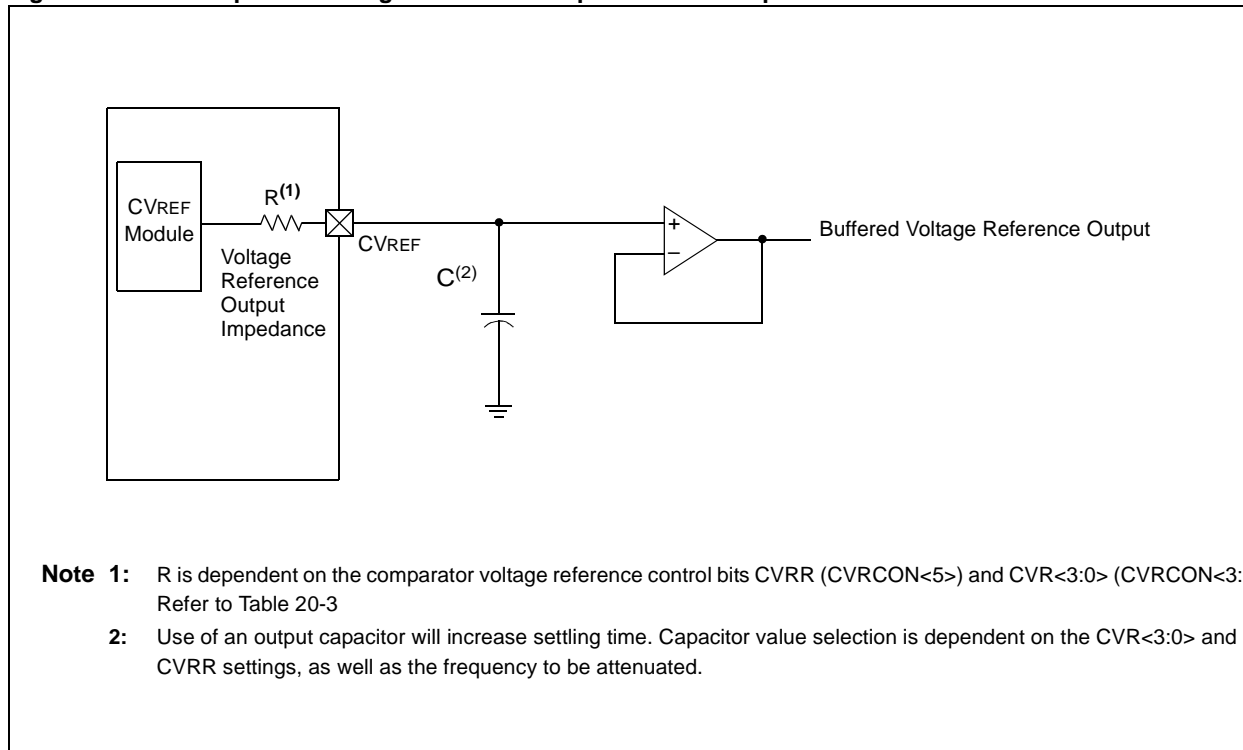 CVREF
Module
R(1)
Voltage
Reference
Output
Impedance
CVREF
C(2)
+
–
Buffered Voltage Reference Output
Note 1: R is dependent on the comparator voltage reference control bits CVRR (CVRCON<5>) and CVR<3:0> (CVRCON<3:
Refer to Table 20-3
2: Use of an output capacitor will increase settling time. Capacitor value selection is dependent on the CVR<3:0> and
CVRR settings, as well as the frequency to be attenuated.